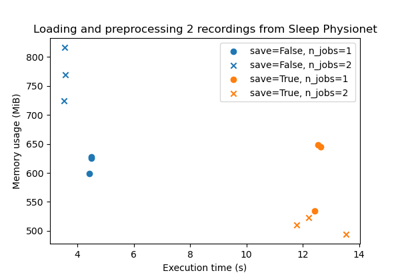 Loading and preprocessing 2 recordings from Sleep Physionet
save=False, n_jobs=1
save=False, n_jobs=2
save=True, n_jobs=1
save=True, n_jobs=2
Memory usage (MiB)
800
750
700
650
600
550
500
4 6 8 10 12 14
Execution time (s)